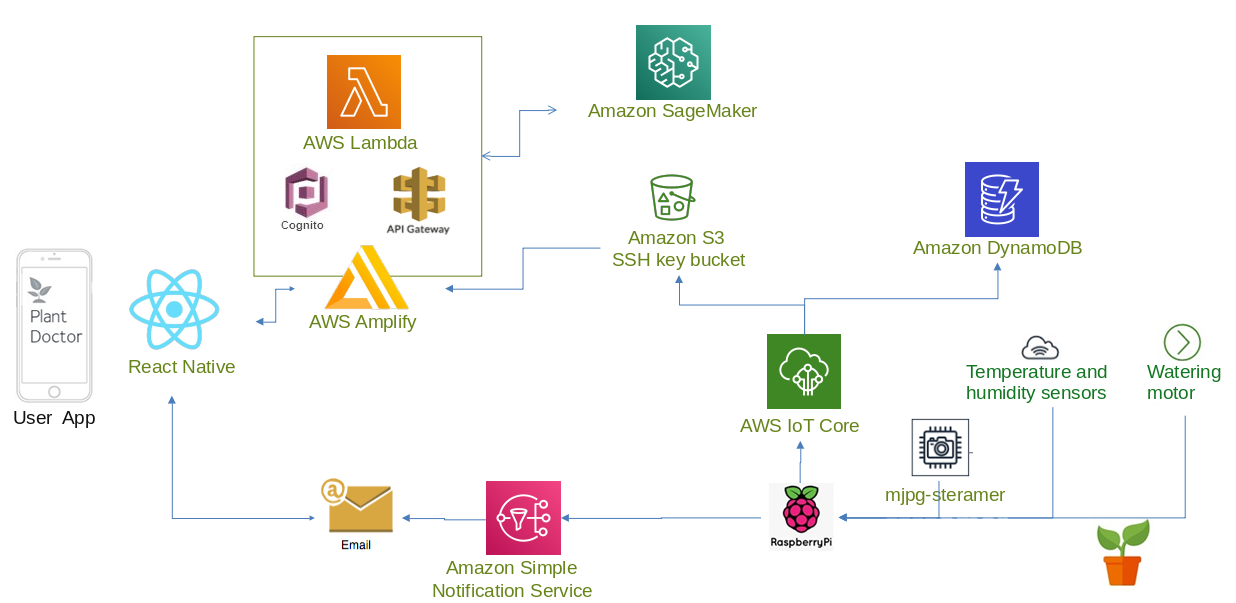 AWS Lambda
Cognito
API Gateway
AWS Amplify
Amazon SageMaker
Amazon S3
SSH key bucket
Amazon DynamoDB
Plant
Doctor
User App
React Native
AWS IoT Core
Temperature and
humidity sensors
Watering
motor
mjpg-steramer
@
Email
Amazon Simple
Notification Service
RaspberryPi